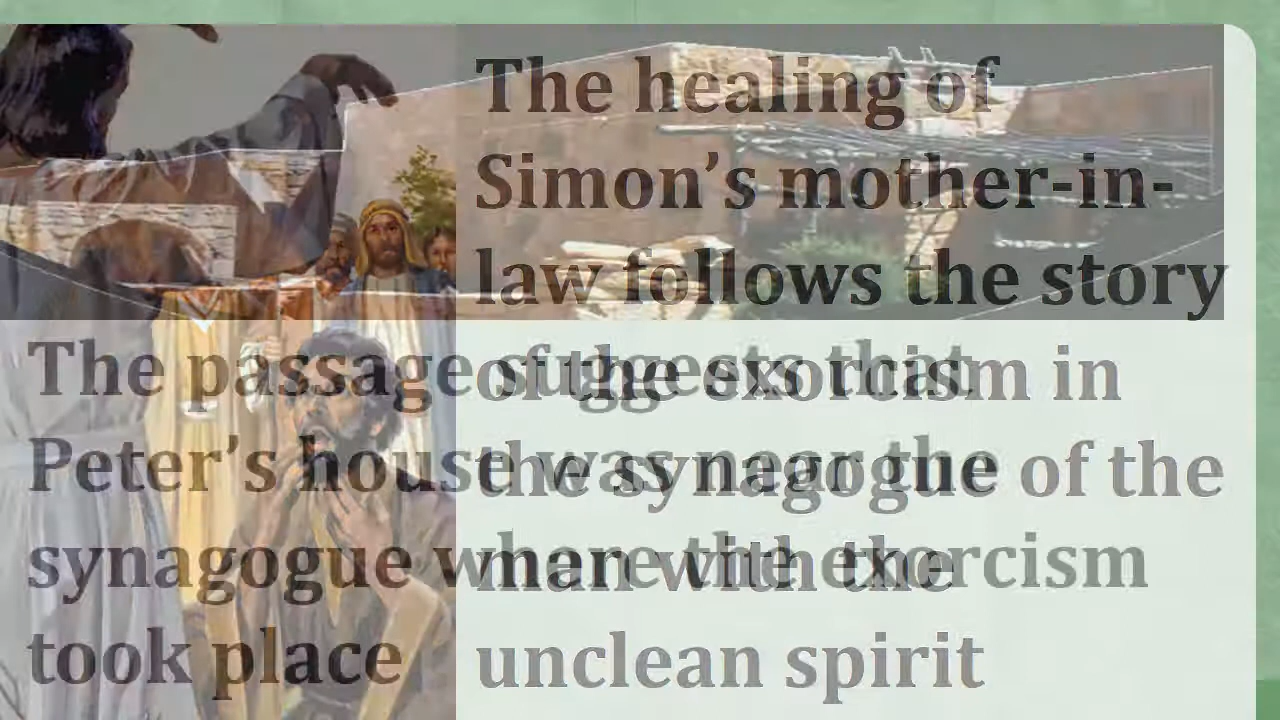 The healing of
Simon's mother-in-
law follows the story
of the exorcism in
the synagogue of the
man with the
unclean spirit
The passage suggests that
Peter's house was near the
synagogue where the exorcism
took place